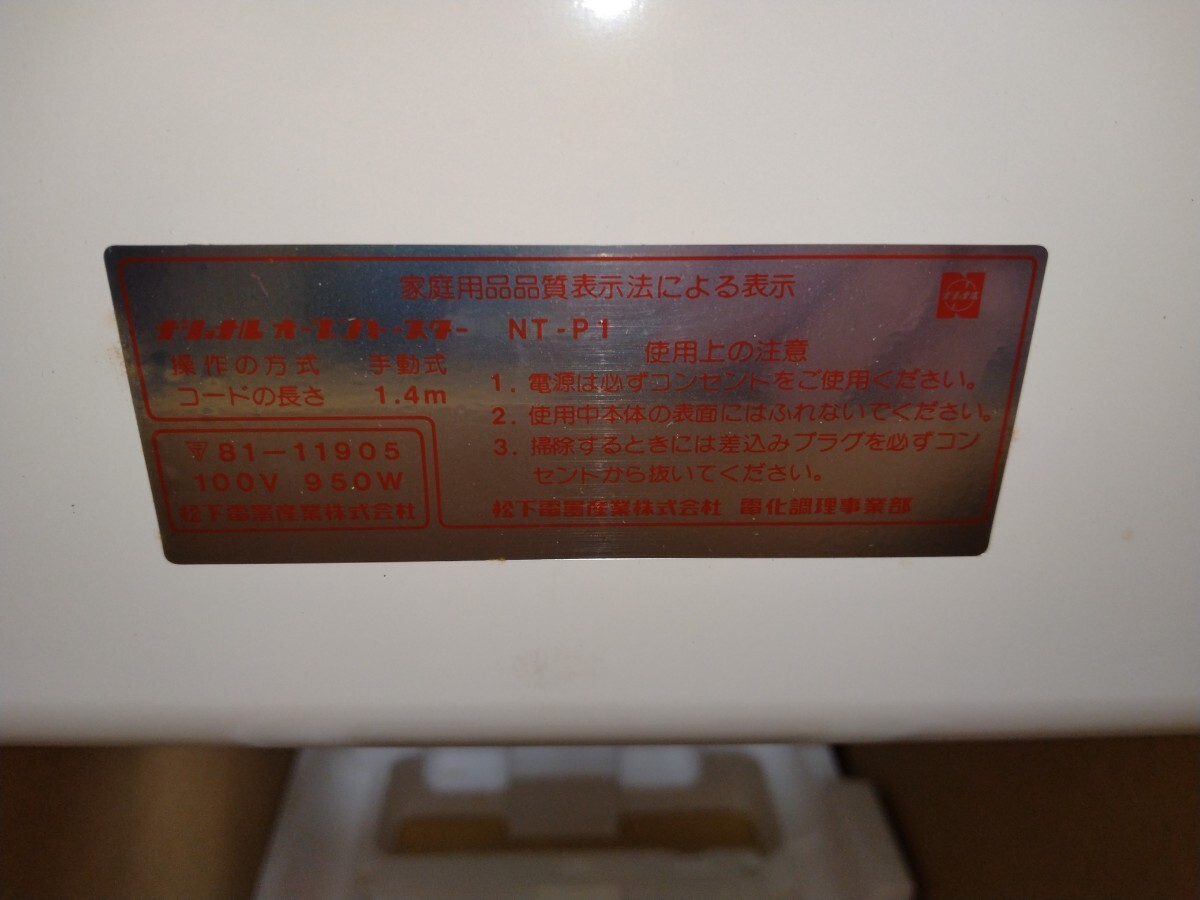 家庭用品品質表示法による表示
ナショナル
ナショナル オーブントースター NT-P1
操作の方式 手動式
コードの長さ 1.4m
▽81-11905
100V 950W
松下電器産業株式会社
使用上の注意
1. 電源は必ずコンセントをご使用ください。
2. 使用中本体の表面にはふれないでください。
3. 掃除するときには差込みプラグを必ずコン
セントから抜いてください。
松下電器産業株式会社 電化調理事業部